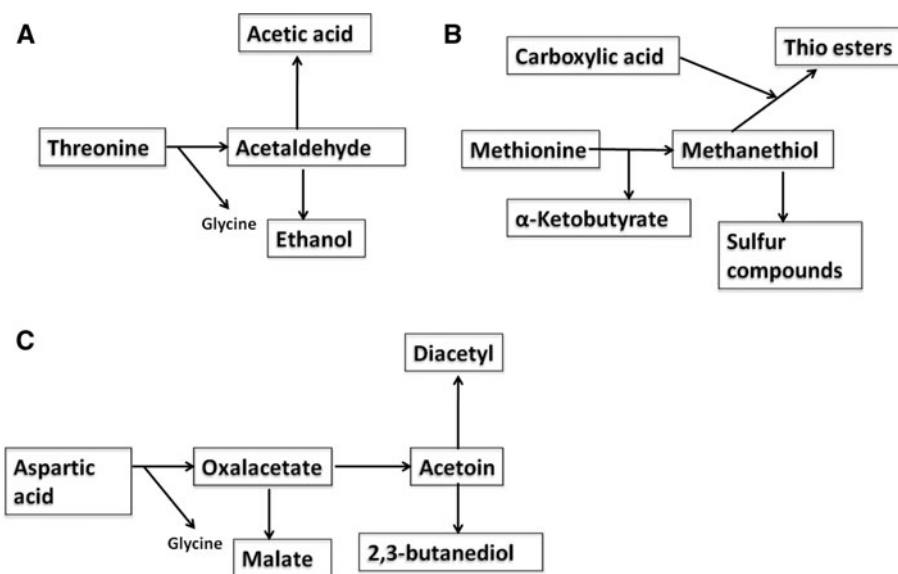 A
Acetic acid
Threonine
Acetaldehyde
Glycine
Ethanol
B
Carboxylic acid
Thio esters
Methionine
Methanethiol
α-Ketobutyrate
Sulfur
compounds
C
Diacetyl
Aspartic
acid
Oxalacetate
Acetoin
Glycine
Malate
2,3-butanediol